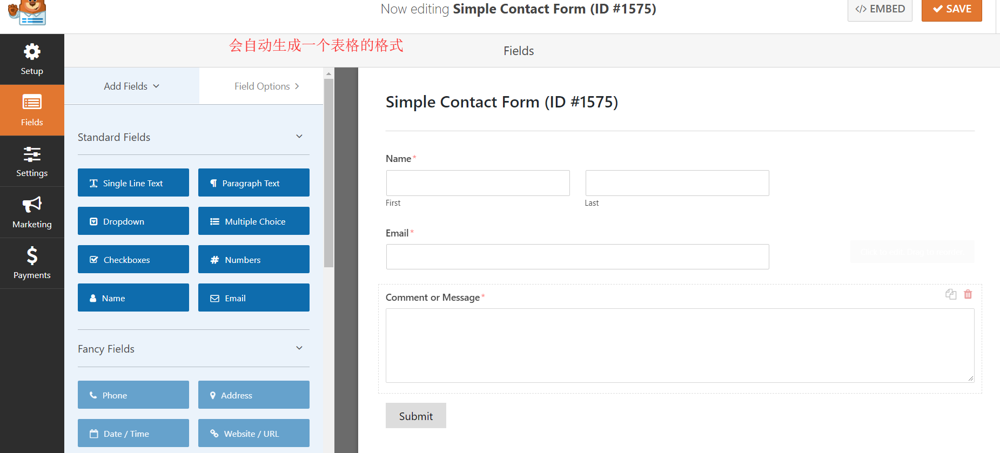 Now editing Simple Contact Form (ID #1575)
</> EMBED
SAVE
会自动生成一个表格的格式
Fields
Setup
Fields
Settings
Marketing
Payments
Add Fields
Field Options
Standard Fields
Single Line Text
Paragraph Text
Dropdown
Multiple Choice
Checkboxes
Numbers
Name
Email
Fancy Fields
Phone
Address
Date / Time
Website / URL
Simple Contact Form (ID #1575)
Name*
First
Last
Email*
Click to edit. Drag to reorder.
Comment or Message*
Submit